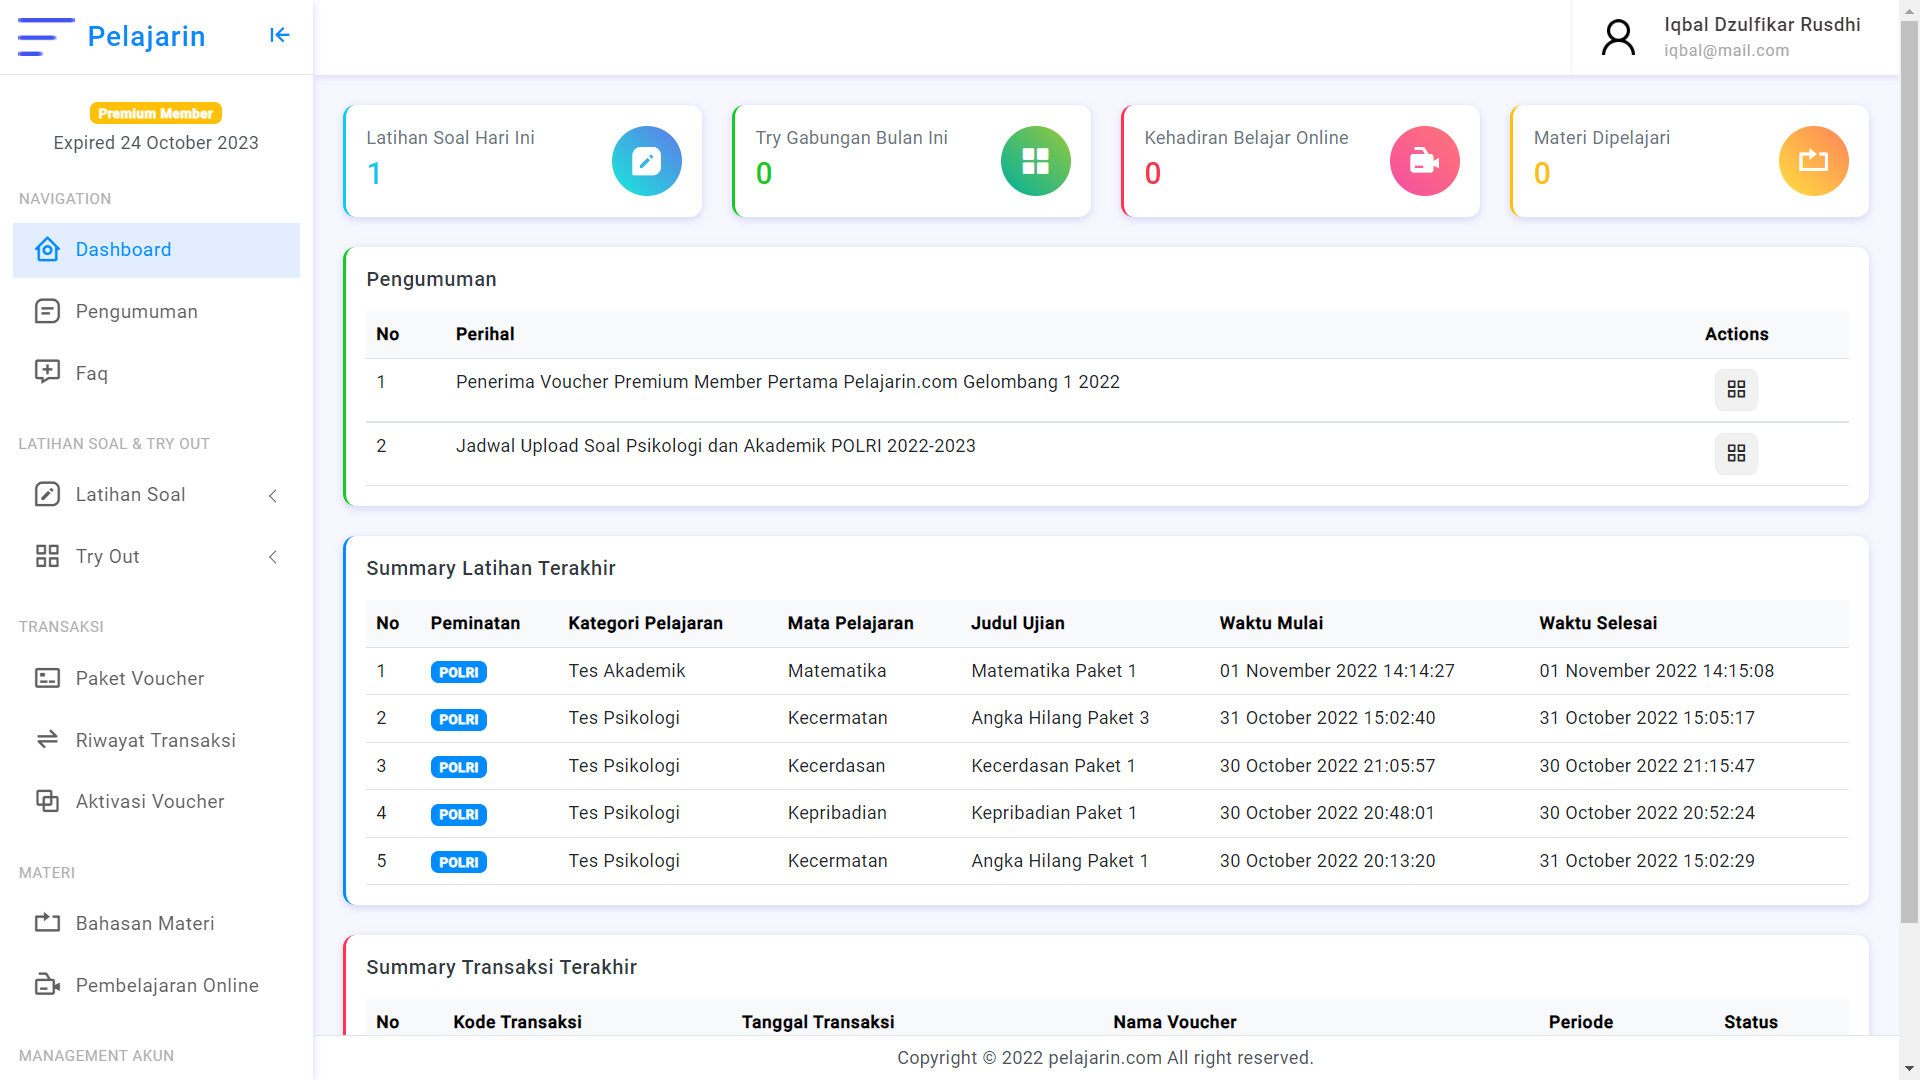 Pelajarin
Iqbal Dzulfikar Rusdhi
iqbal@mail.com
Premium Member
Expired 24 October 2023
NAVIGATION
Dashboard
Pengumuman
Faq
LATIHAN SOAL & TRY OUT
Latihan Soal
Try Out
TRANSAKSI
Paket Voucher
Riwayat Transaksi
Aktivasi Voucher
MATERI
Bahasan Materi
Pembelajaran Online
MANAGEMENT AKUN
Latihan Soal Hari Ini
1
Try Gabungan Bulan Ini
0
Kehadiran Belajar Online
0
Materi Dipelajari
0
Pengumuman
No Perihal Actions
1 Penerima Voucher Premium Member Pertama Pelajarin.com Gelombang 1 2022
2 Jadwal Upload Soal Psikologi dan Akademik POLRI 2022-2023
Summary Latihan Terakhir
No Peminatan Kategori Pelajaran Mata Pelajaran Judul Ujian Waktu Mulai Waktu Selesai
1 POLRI Tes Akademik Matematika Matematika Paket 1 01 November 2022 14:14:27 01 November 2022 14:15:08
2 POLRI Tes Psikologi Kecermatan Angka Hilang Paket 3 31 October 2022 15:02:40 31 October 2022 15:05:17
3 POLRI Tes Psikologi Kecerdasan Kecerdasan Paket 1 30 October 2022 21:05:57 30 October 2022 21:15:47
4 POLRI Tes Psikologi Kepribadian Kepribadian Paket 1 30 October 2022 20:48:01 30 October 2022 20:52:24
5 POLRI Tes Psikologi Kecermatan Angka Hilang Paket 1 30 October 2022 20:13:20 31 October 2022 15:02:29
Summary Transaksi Terakhir
No Kode Transaksi Tanggal Transaksi Nama Voucher Periode Status
Copyright © 2022 pelajarin.com All right reserved.